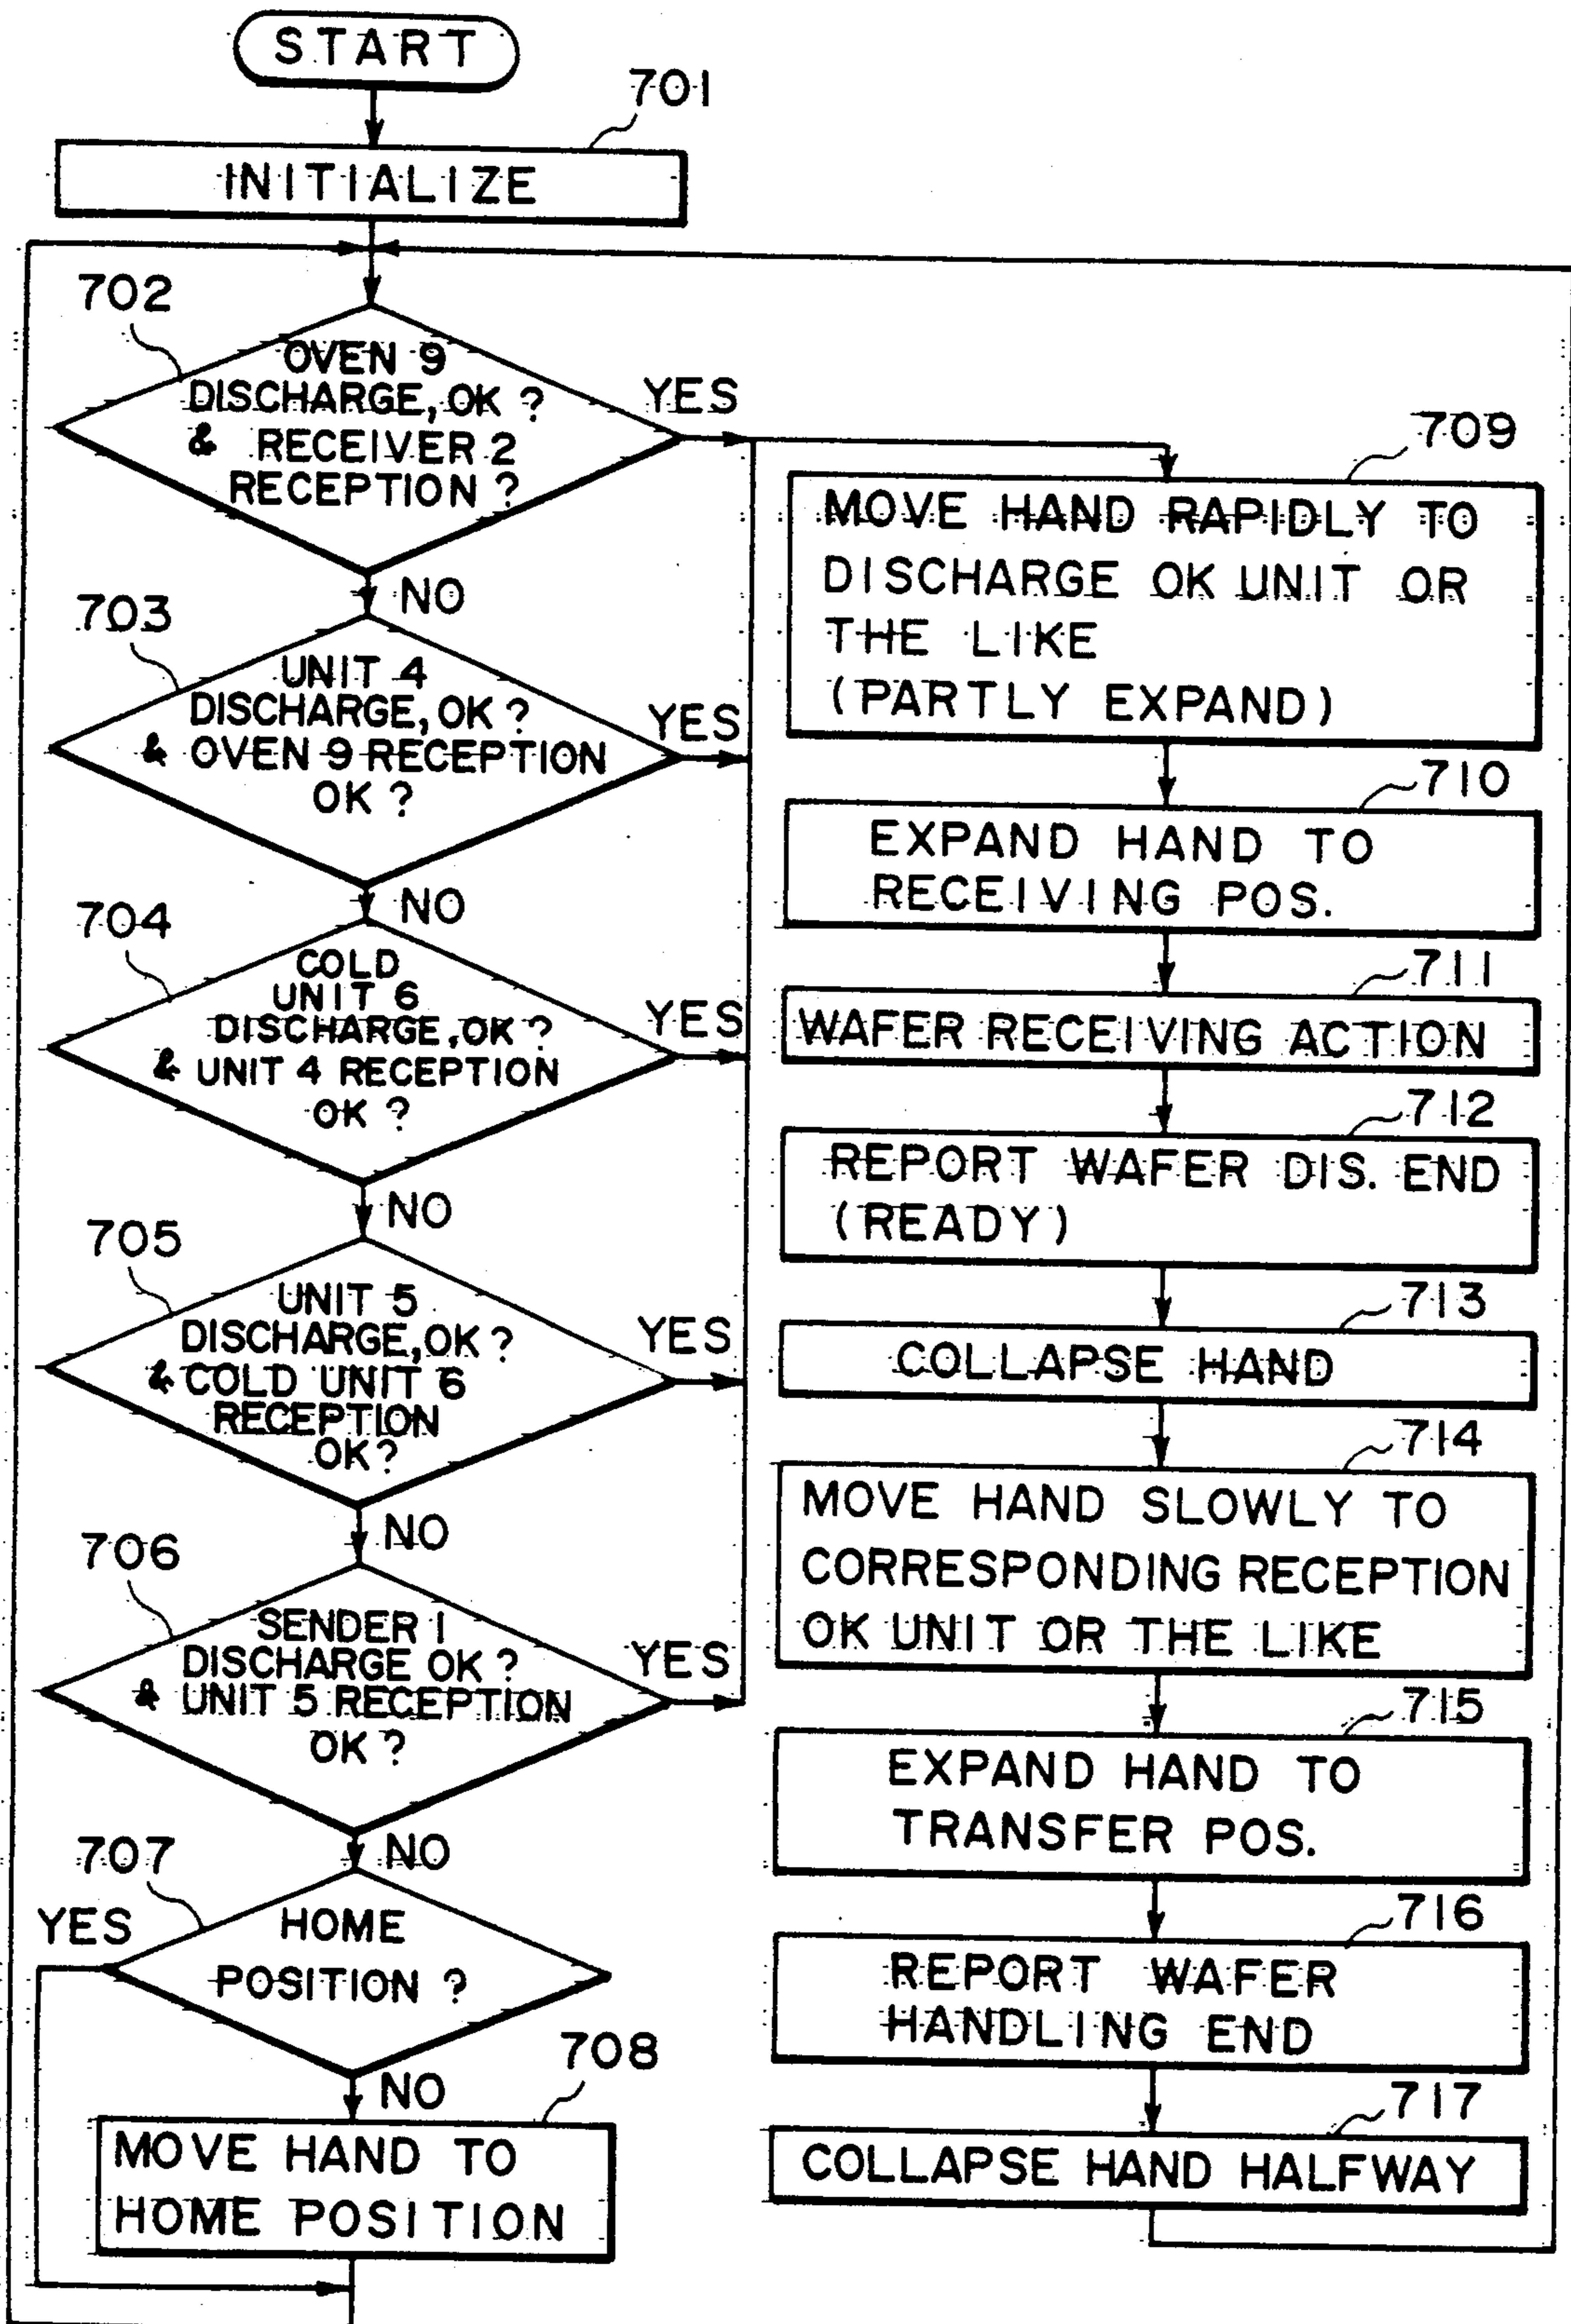 START
701
INITIALIZE
702
OVEN 9
DISCHARGE, OK ?
& RECEIVER 2
RECEPTION ?
YES
NO
703
UNIT 4
DISCHARGE, OK ?
& OVEN 9 RECEPTION
OK ?
YES
NO
704
COLD
UNIT 6
DISCHARGE, OK ?
& UNIT 4 RECEPTION
OK ?
YES
NO
705
UNIT 5
DISCHARGE, OK ?
& COLD UNIT 6
RECEPTION
OK ?
YES
NO
706
SENDER 1
DISCHARGE OK ?
& UNIT 5 RECEPTION
OK ?
YES
NO
707
YES
HOME
POSITION ?
NO
708
MOVE HAND TO
HOME POSITION
709
MOVE HAND RAPIDLY TO
DISCHARGE OK UNIT OR
THE LIKE
(PARTLY EXPAND)
710
EXPAND HAND TO
RECEIVING POS.
711
WAFER RECEIVING ACTION
712
REPORT WAFER DIS. END
(READY)
713
COLLAPSE HAND
714
MOVE HAND SLOWLY TO
CORRESPONDING RECEPTION
OK UNIT OR THE LIKE
715
EXPAND HAND TO
TRANSFER POS.
716
REPORT WAFER
HANDLING END
717
COLLAPSE HAND HALFWAY